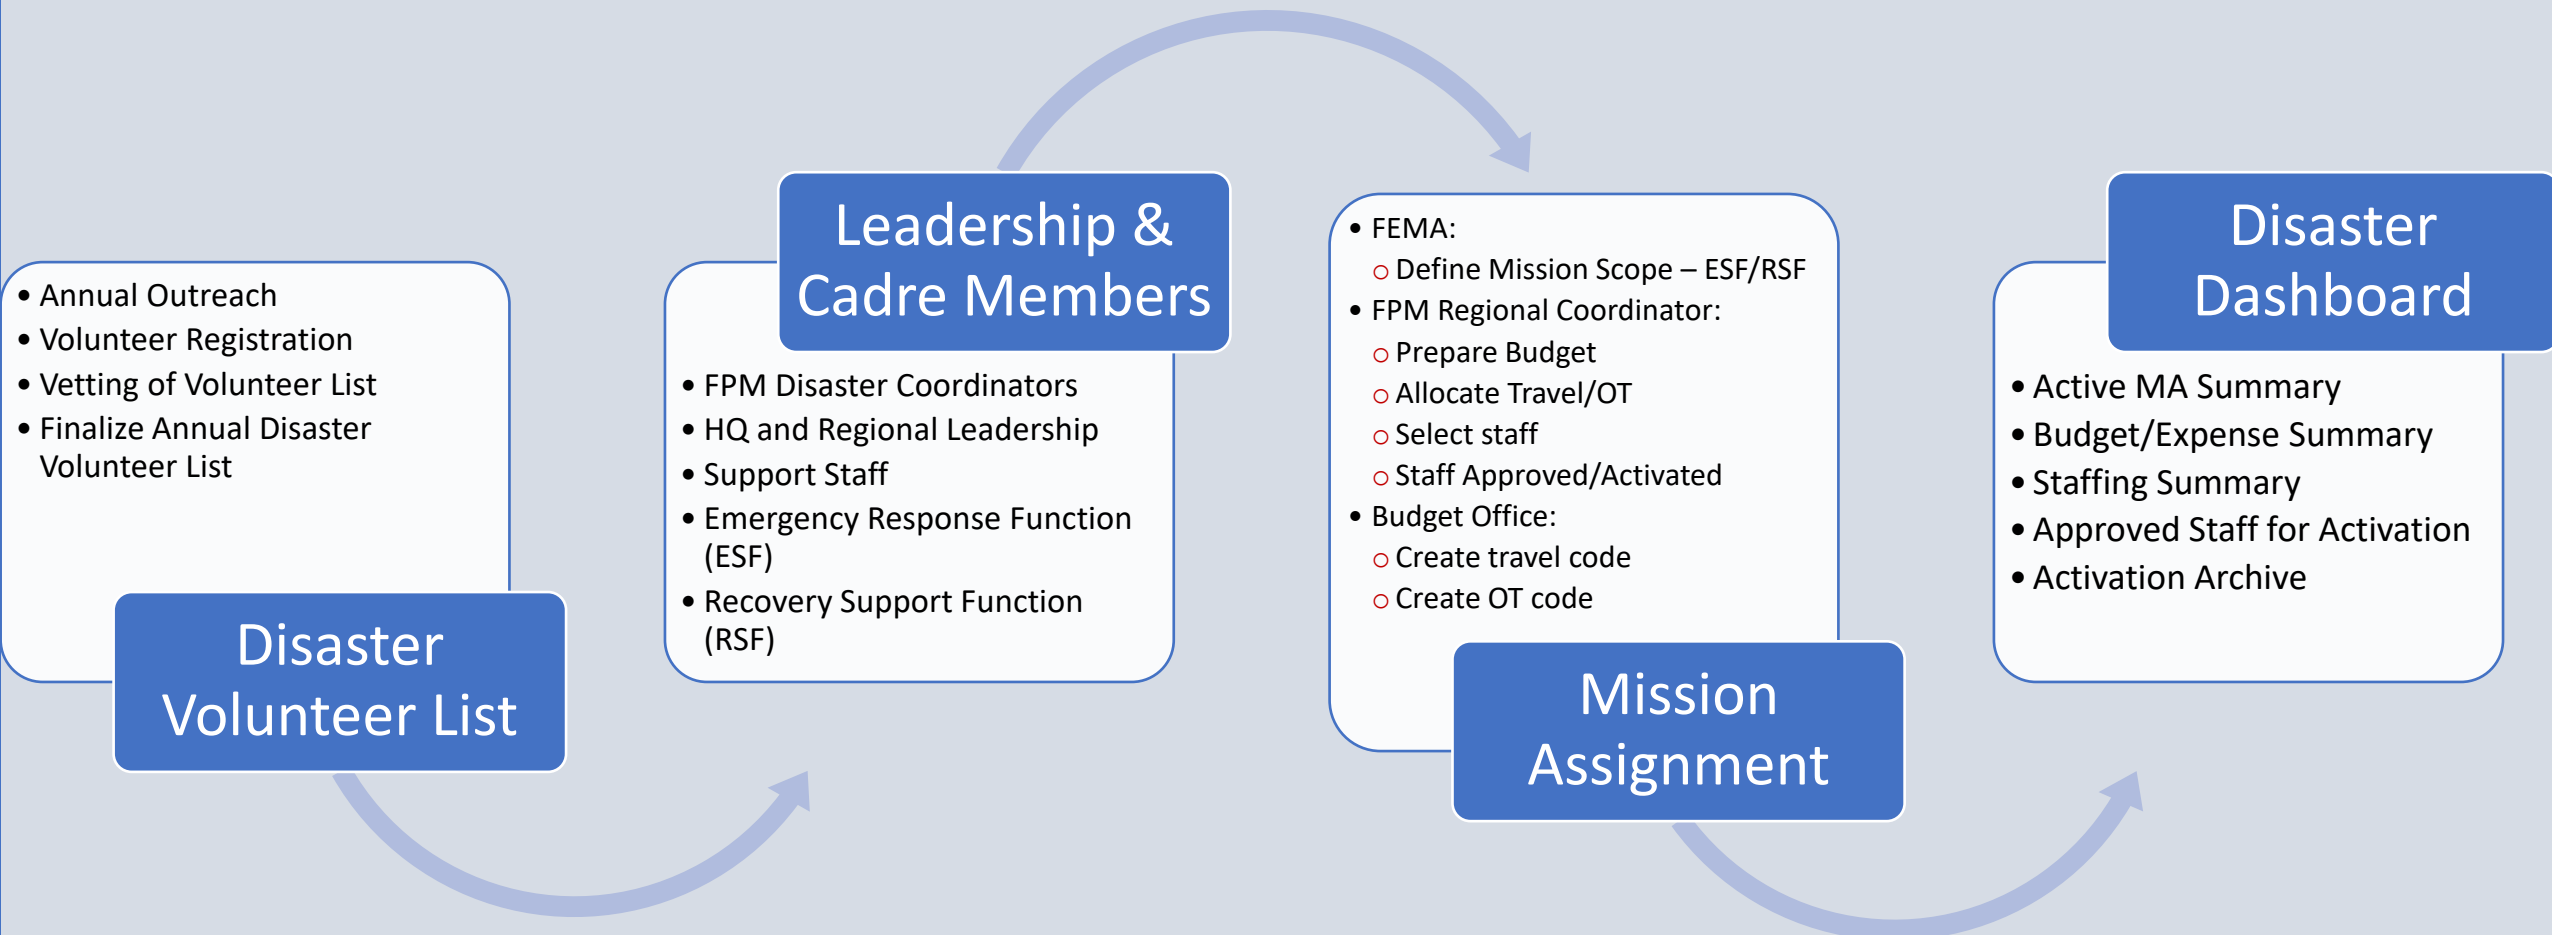 • Annual Outreach
• Volunteer Registration
• Vetting of Volunteer List
• Finalize Annual Disaster
Volunteer List
Disaster
Volunteer List
Leadership &
Cadre Members
• FPM Disaster Coordinators
• HQ and Regional Leadership
• Support Staff
• Emergency Response Function
(ESF)
• Recovery Support Function
(RSF)
• FEMA:
o Define Mission Scope – ESF/RSF
• FPM Regional Coordinator:
o Prepare Budget
o Allocate Travel/OT
o Select staff
o Staff Approved/Activated
• Budget Office:
o Create travel code
o Create OT code
Mission
Assignment
Disaster
Dashboard
• Active MA Summary
• Budget/Expense Summary
• Staffing Summary
• Approved Staff for Activation
• Activation Archive